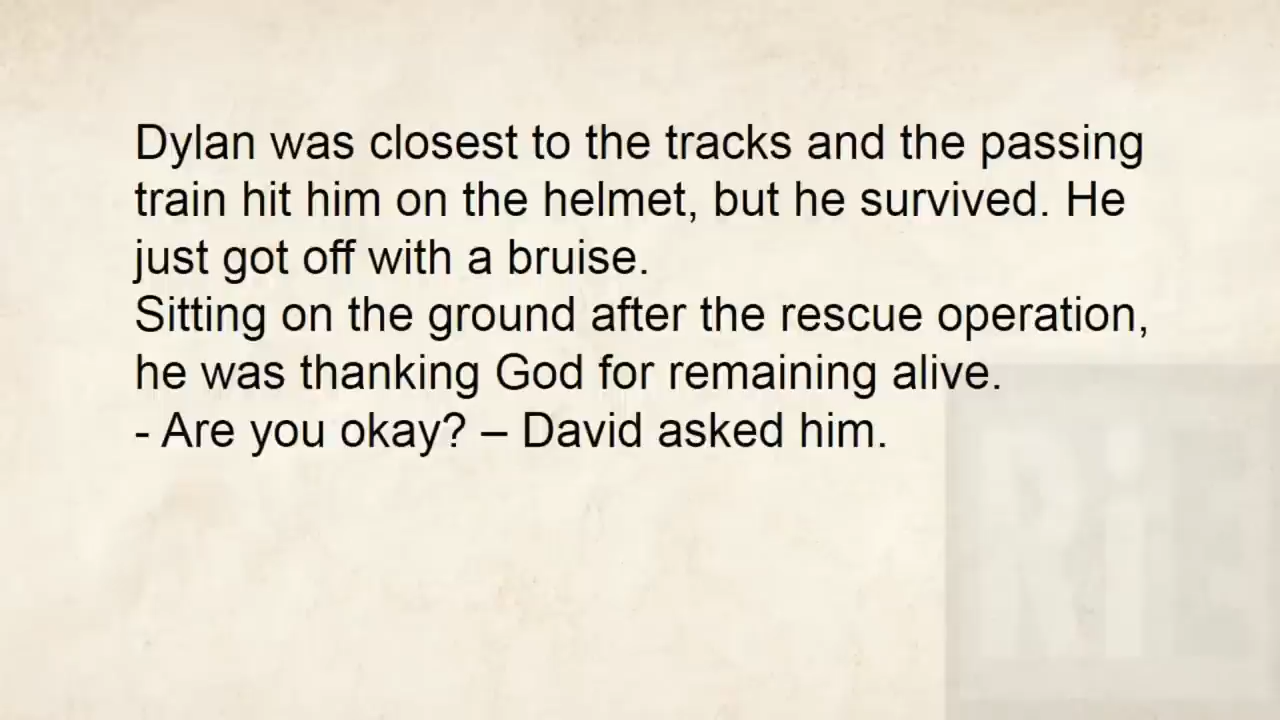 Dylan was closest to the tracks and the passing
train hit him on the helmet, but he survived. He
just got off with a bruise.
Sitting on the ground after the rescue operation,
he was thanking God for remaining alive.
- Are you okay? – David asked him.
RiE